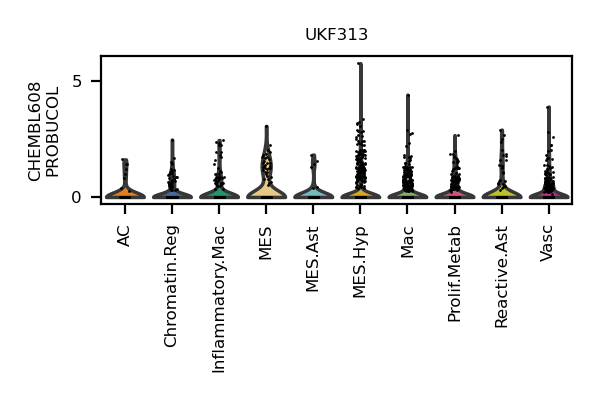 UKF313
CHEMBL608
PROBUCOL
5
0
AC
Chromatin.Reg
Inflammatory.Mac
MES
MES.Ast
MES.Hyp
Mac
Prolif.Metab
Reactive.Ast
Vasc